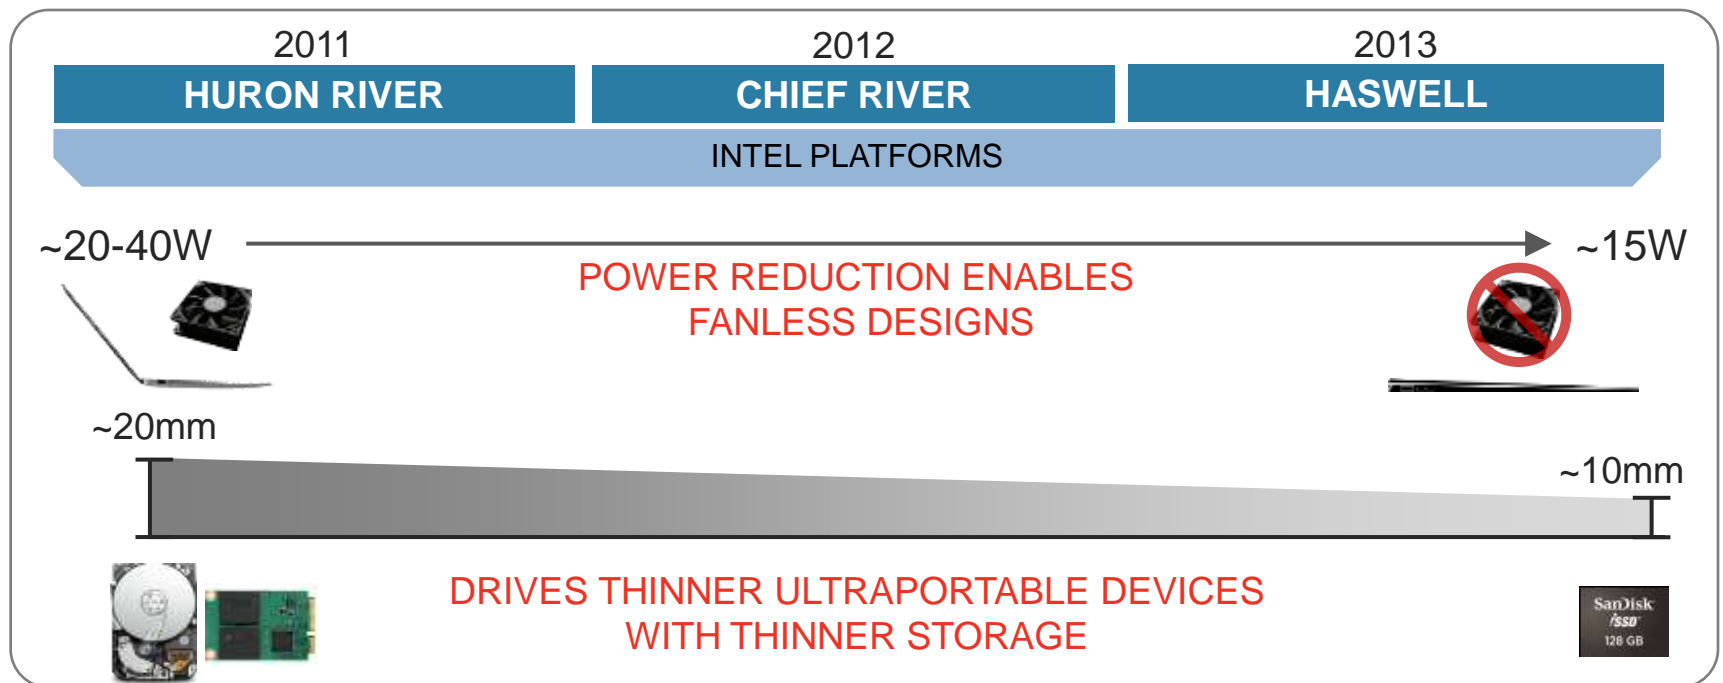 2011
2012
2013
HURON RIVER
CHIEF RIVER
HASWELL
INTEL PLATFORMS
~20-40W
~15W
POWER REDUCTION ENABLES
FANLESS DESIGNS
~20mm
~10mm
DRIVES THINNER ULTRAPORTABLE DEVICES
WITH THINNER STORAGE
SanDisk
iSSD™
128 GB